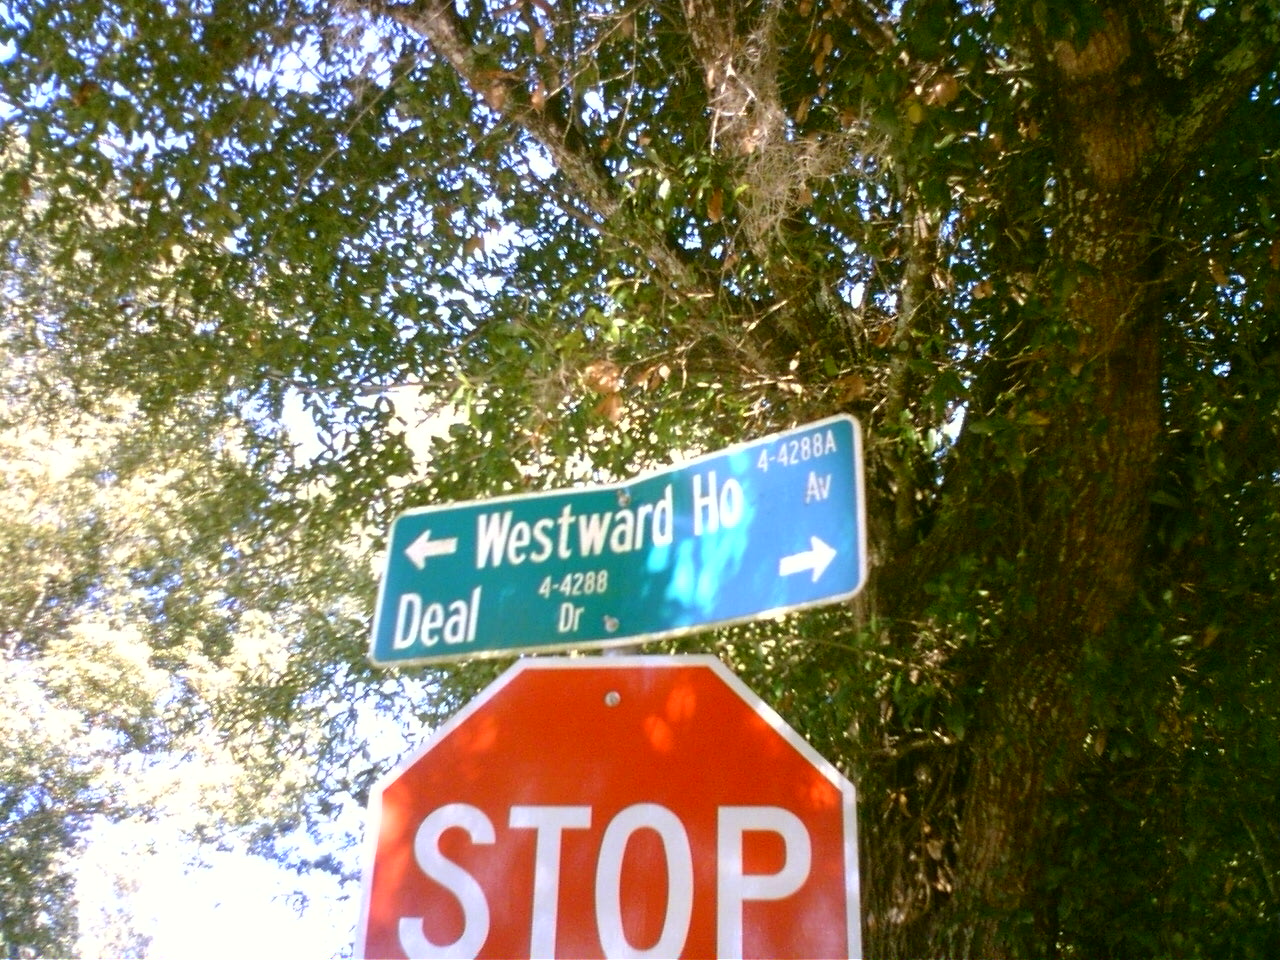 4-4288A
← Westward Ho Av
4-4288 →
Deal Dr
STOP